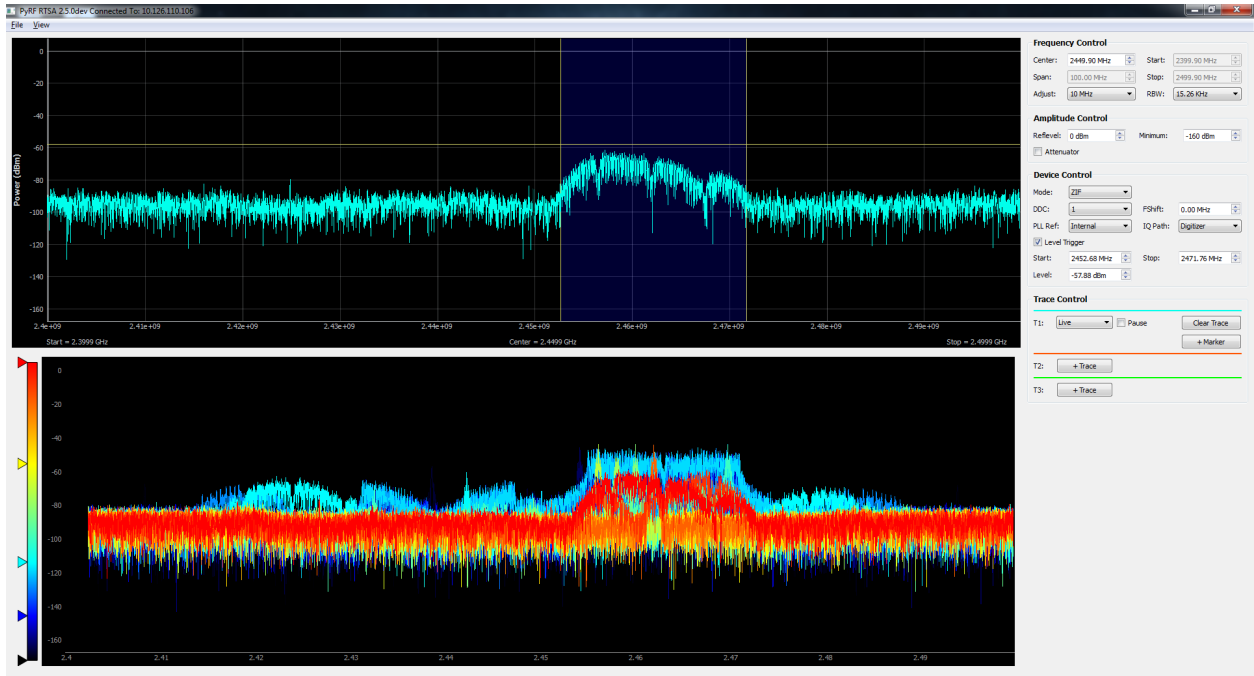 PyRF RTSA 2.5.0dev Connected To: 10.126.110.106
File View
0
-20
-40
-60
-80
-100
-120
-140
-160
Power (dBm)
2.4e+09 2.41e+09 2.42e+09 2.43e+09 2.44e+09 2.45e+09 2.46e+09 2.47e+09 2.48e+09 2.49e+09
Start = 2.3999 GHz Center = 2.4499 GHz Stop = 2.4999 GHz
0
-20
-40
-60
-80
-100
-120
-140
-160
2.4 2.41 2.42 2.43 2.44 2.45 2.46 2.47 2.48 2.49
Frequency Control
Center: 2449.90 MHz Start: 2399.90 MHz
Span: 100.00 MHz Stop: 2499.90 MHz
Adjust: 10 MHz RBW: 15.26 KHz
Amplitude Control
Reflevel: 0 dBm Minimum: -160 dBm
Attenuator
Device Control
Mode: ZIF
DDC: 1 FShift: 0.00 MHz
PLL Ref: Internal IQ Path: Digitizer
Level Trigger
Start: 2452.68 MHz Stop: 2471.76 MHz
Level: -57.88 dBm
Trace Control
T1: Live Pause Clear Trace
+ Marker
T2: + Trace
T3: + Trace